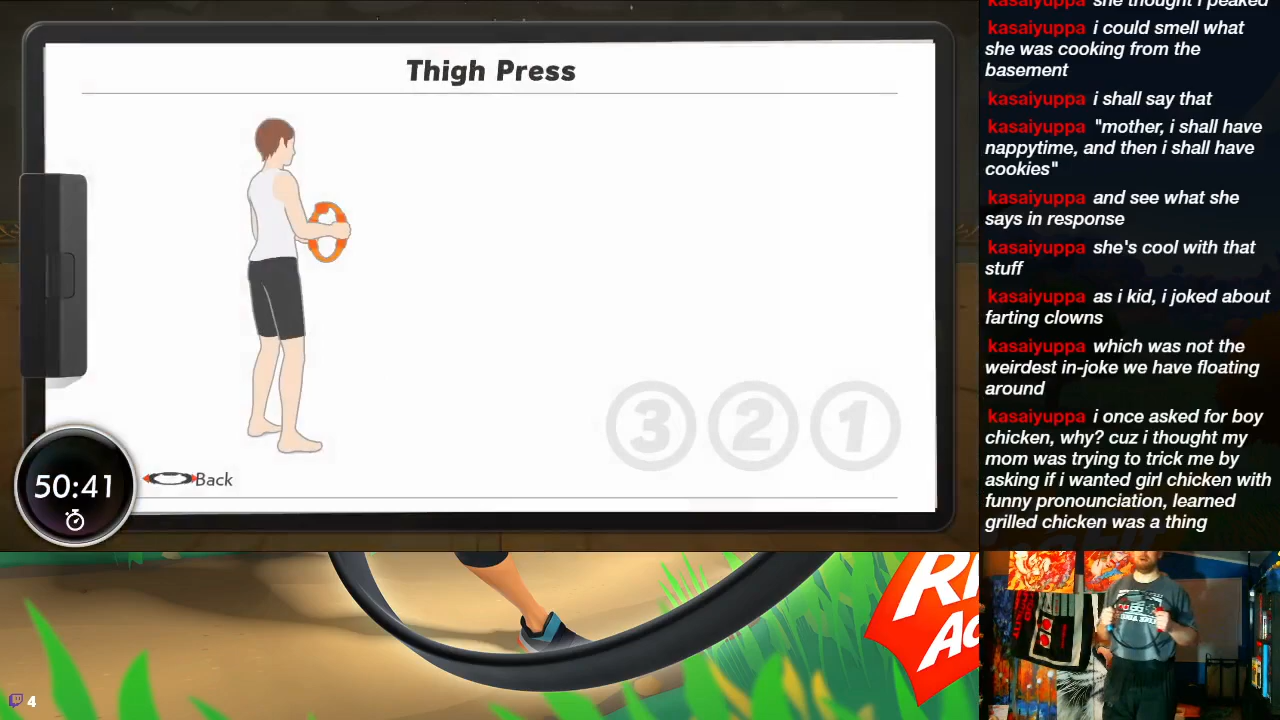 Thigh Press
3 2 1
50:41
Back
4
she thought i peaked
kasaiyuppa i could smell what
she was cooking from the
basement
kasaiyuppa i shall say that
kasaiyuppa "mother, i shall have
nappytime, and then i shall have
cookies"
kasaiyuppa and see what she
says in response
kasaiyuppa she's cool with that
stuff
kasaiyuppa as i kid, i joked about
farting clowns
kasaiyuppa which was not the
weirdest in-joke we have floating
around
kasaiyuppa i once asked for boy
chicken, why? cuz i thought my
mom was trying to trick me by
asking if i wanted girl chicken with
funny pronounciation, learned
grilled chicken was a thing